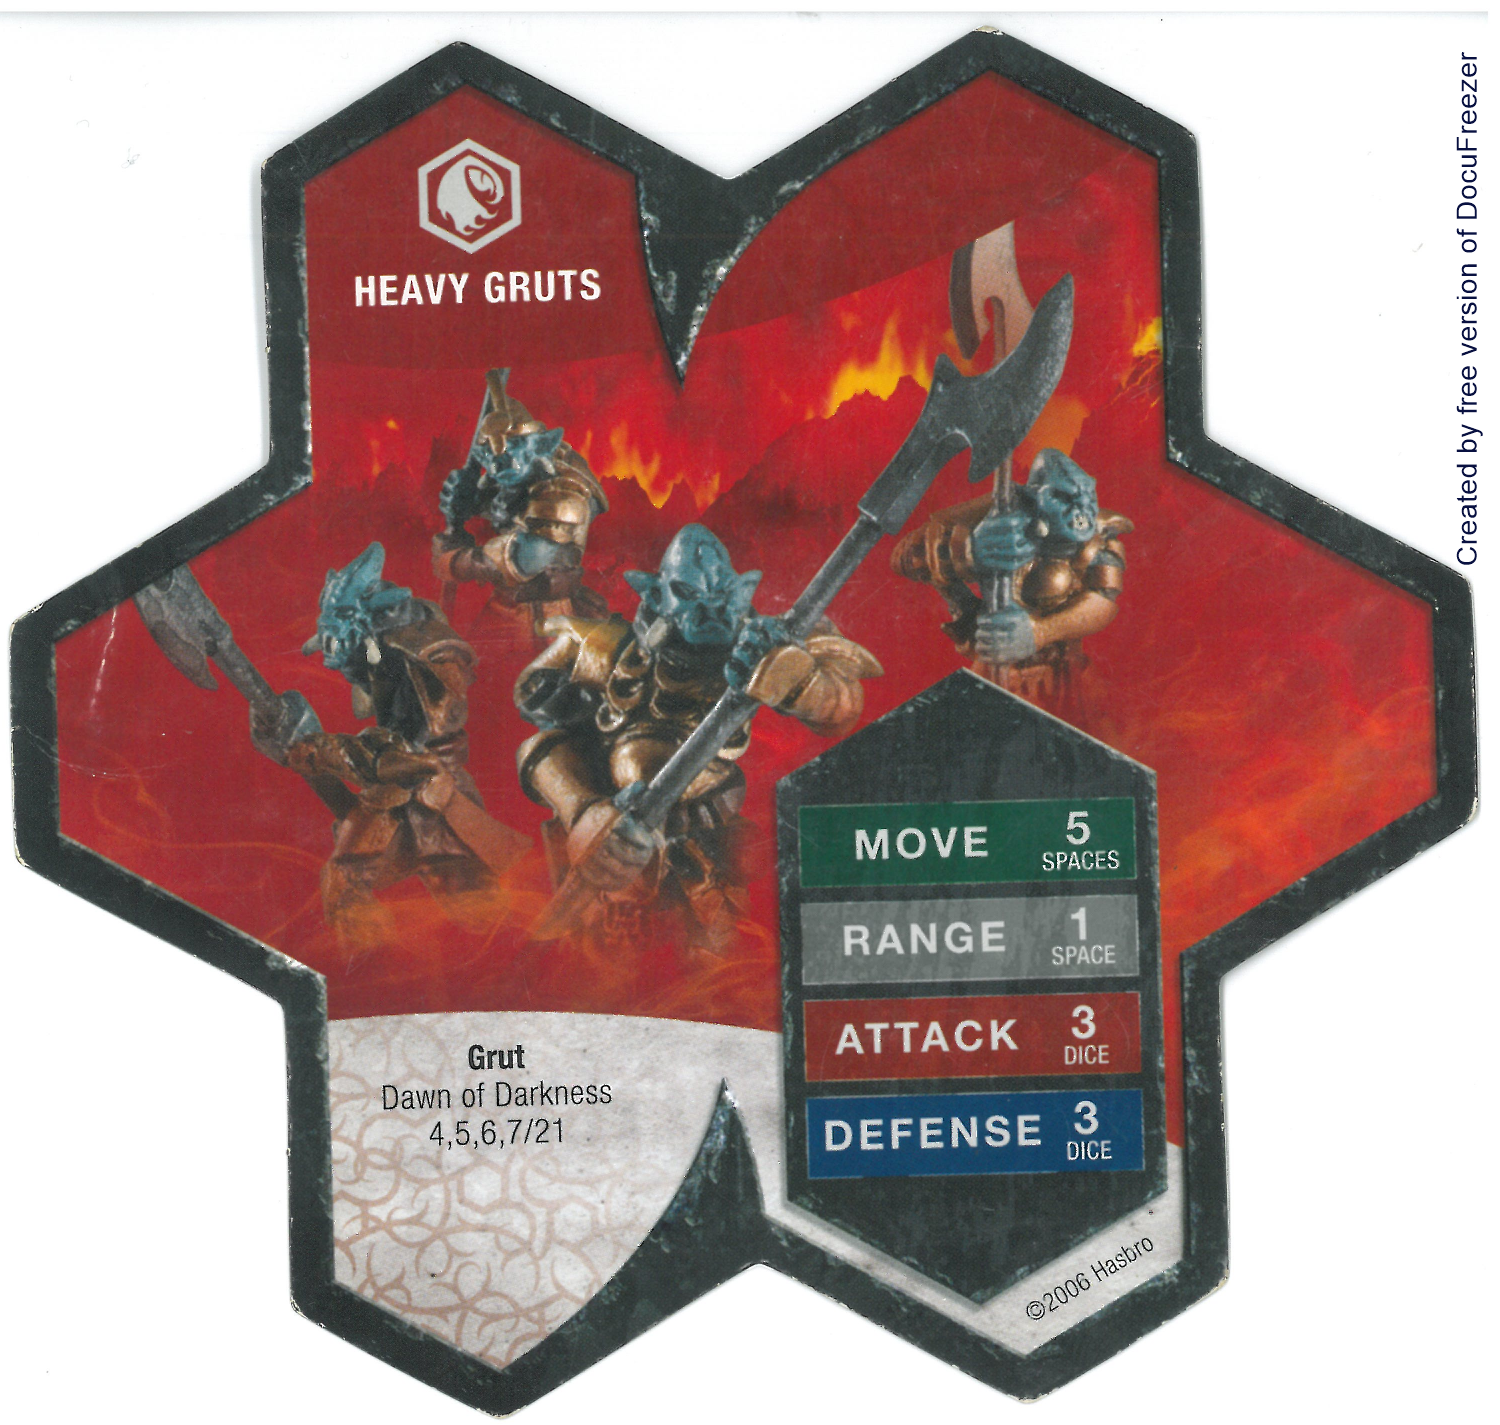 HEAVY GRUTS
MOVE 5
SPACES
RANGE 1
SPACE
ATTACK 3
DICE
DEFENSE 3
DICE
Grut
Dawn of Darkness
4,5,6,7/21
©2006 Hasbro
Created by free version of DocuFreezer